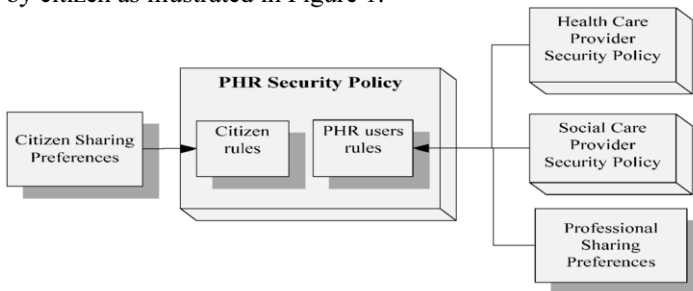 by citizen as illustrated in Figure 1.
Health Care
Provider
Security Policy
PHR Security Policy
Citizen Sharing
Preferences
Citizen
rules
PHR users
rules
Social Care
Provider
Security Policy
Professional
Sharing
Preferences